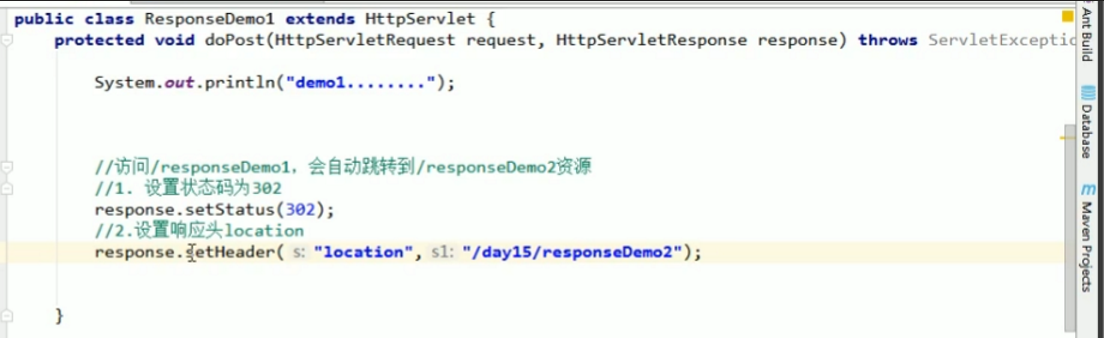 public class ResponseDemo1 extends HttpServlet {
protected void doPost(HttpServletRequest request, HttpServletResponse response) throws ServletExceptio
System.out.println("demo1........");
//访问/responseDemo1，会自动跳转到/responseDemo2资源
//1. 设置状态码为302
response.setStatus(302);
//2.设置响应头location
response.setHeader( s: "location", s1: "/day15/responseDemo2");
}
Ant Build
Database
Maven Projects